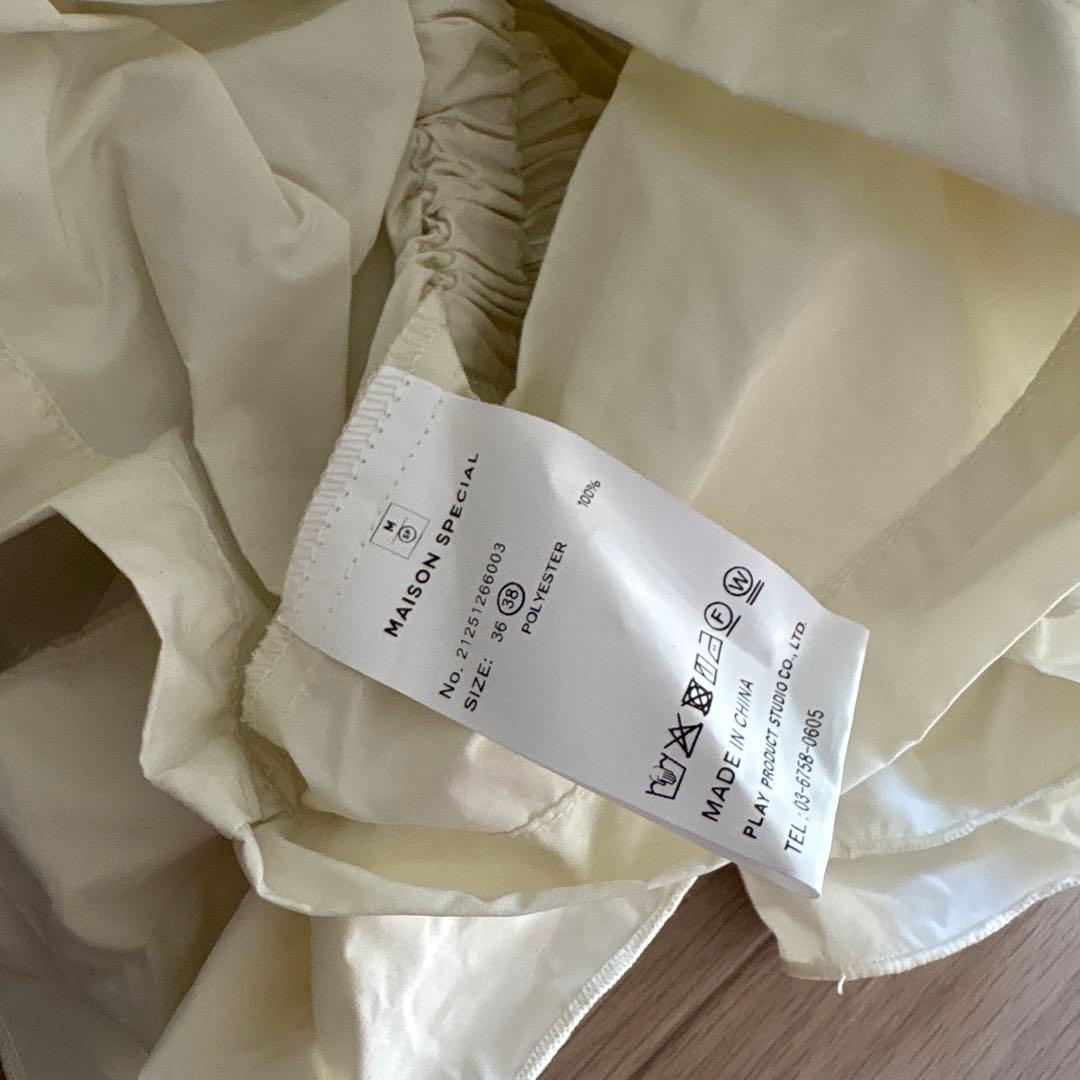 M
SP
MAISON SPECIAL
No. 21251266003
SIZE: 36 38
POLYESTER 100%
F W
MADE IN CHINA
PLAY PRODUCT STUDIO CO., LTD.
TEL : 03-6758-0605